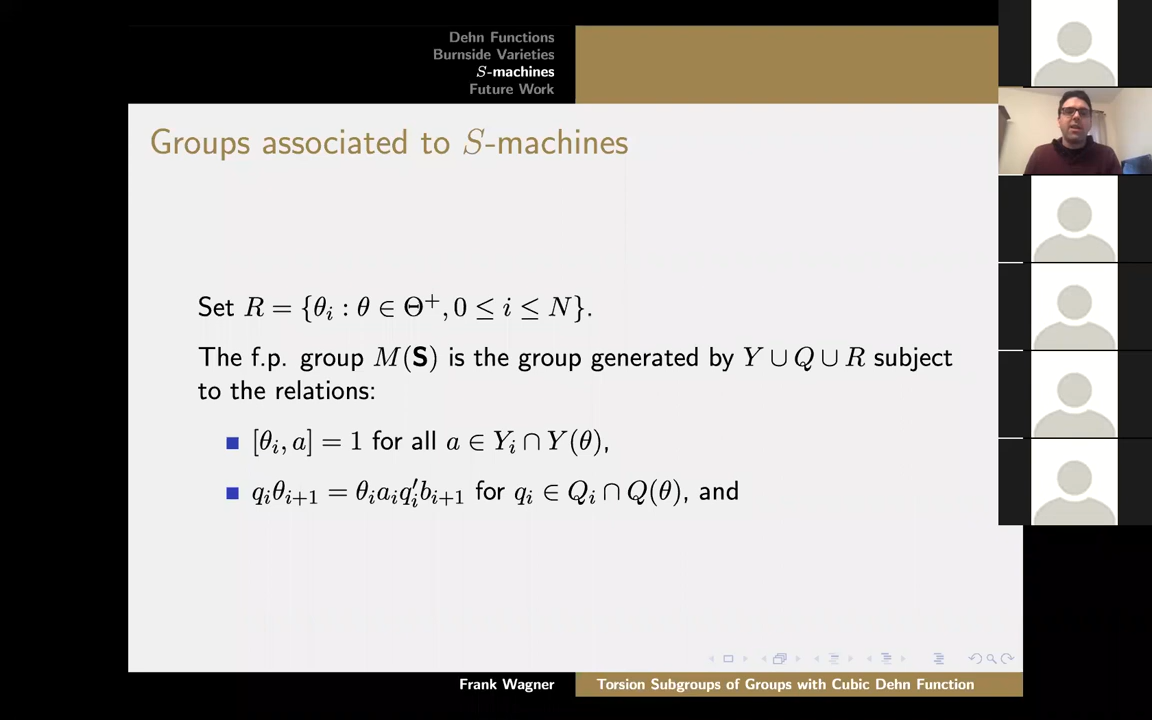 Dehn Functions
Burnside Varieties
S-machines
Future Work
Groups associated to S-machines
Set R = {θᵢ : θ ∈ Θ⁺, 0 ≤ i ≤ N}.
The f.p. group M(S) is the group generated by Y ∪ Q ∪ R subject
to the relations:
[θᵢ, a] = 1 for all a ∈ Yᵢ ∩ Y(θ),
qᵢθᵢ₊₁ = θᵢaᵢq′ᵢbᵢ₊₁ for qᵢ ∈ Qᵢ ∩ Q(θ), and
Frank Wagner
Torsion Subgroups of Groups with Cubic Dehn Function